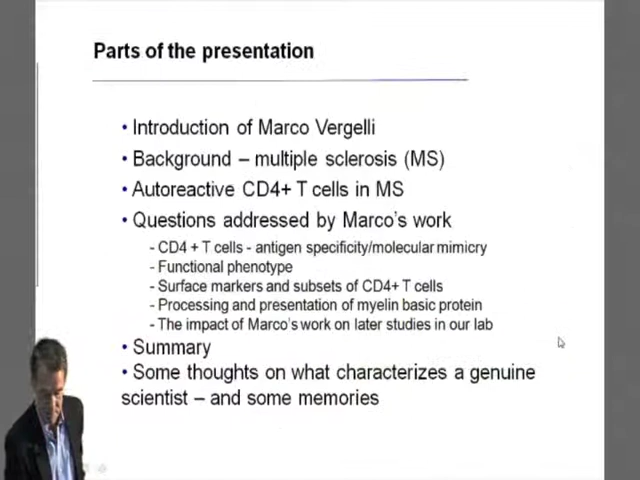 Parts of the presentation
• Introduction of Marco Vergelli
• Background – multiple sclerosis (MS)
• Autoreactive CD4+ T cells in MS
• Questions addressed by Marco's work
- CD4 + T cells - antigen specificity/molecular mimicry
- Functional phenotype
- Surface markers and subsets of CD4+ T cells
- Processing and presentation of myelin basic protein
- The impact of Marco's work on later studies in our lab
• Summary
• Some thoughts on what characterizes a genuine
scientist – and some memories